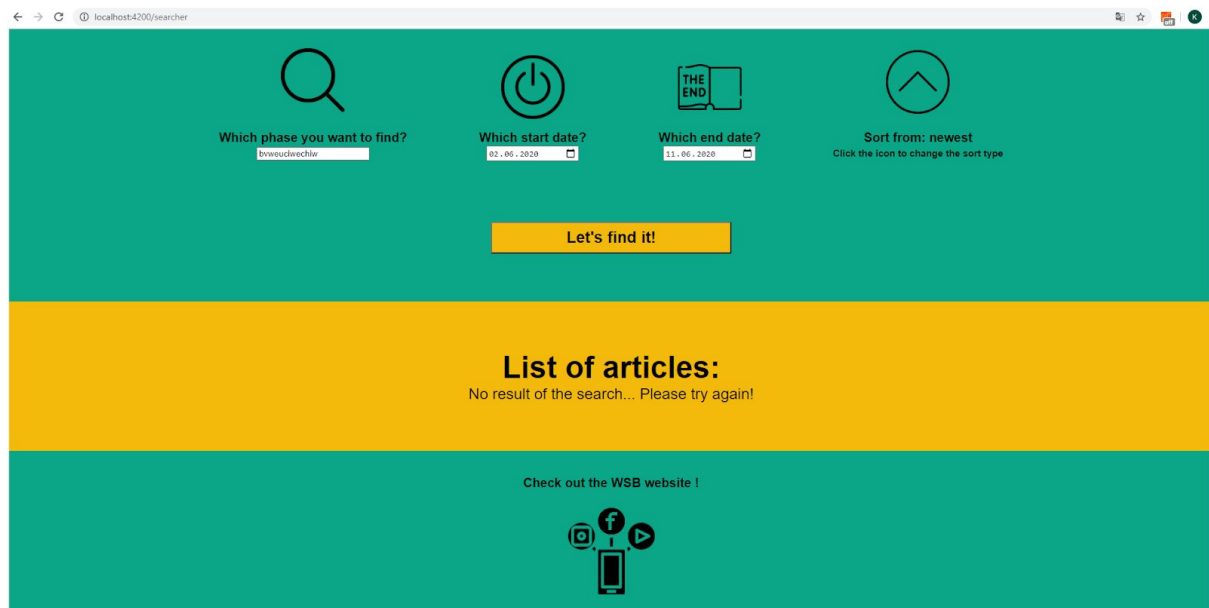 localhost:4200/searcher
off
K
THE
END
Which phase you want to find?
Which start date?
Which end date?
Sort from: newest
bvweuciwechiw
02.06.2020
11.06.2020
Click the icon to change the sort type
Let's find it!
List of articles:
No result of the search... Please try again!
Check out the WSB website !
f